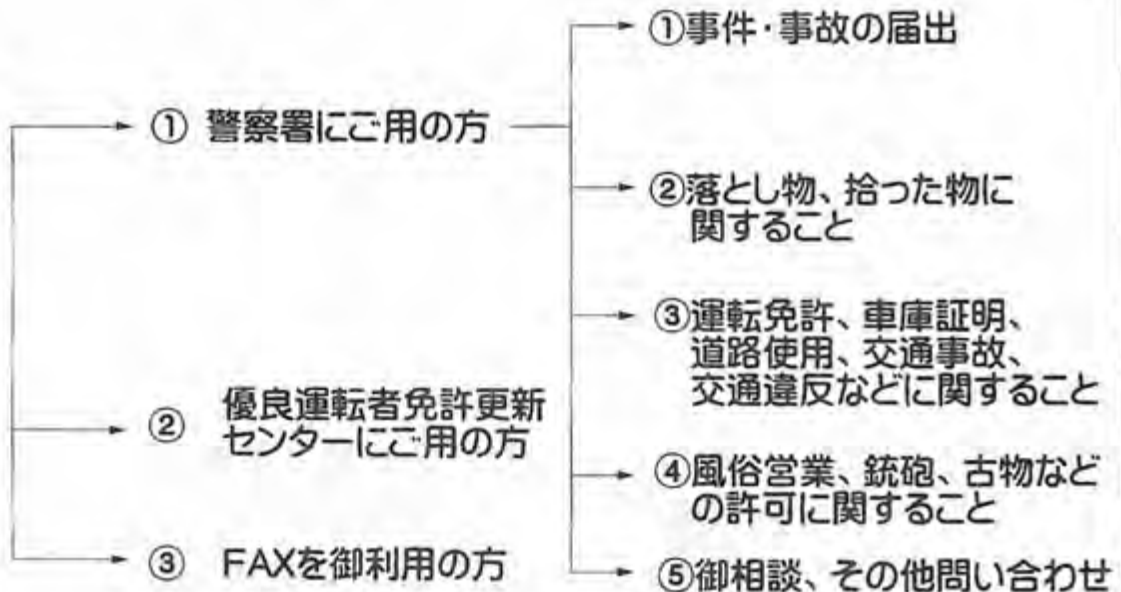 ① 警察署にご用の方
② 優良運転者免許更新
センターにご用の方
③ FAXを御利用の方
①事件・事故の届出
②落とし物、拾った物に
関すること
③運転免許、車庫証明、
道路使用、交通事故、
交通違反などに関すること
④風俗営業、銃砲、古物など
の許可に関すること
⑤御相談、その他問い合わせ